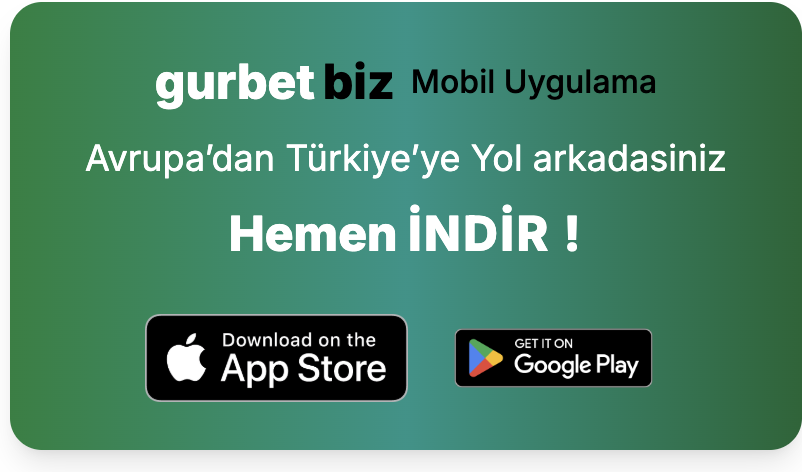 gurbet biz Mobil Uygulama
Avrupa’dan Türkiye’ye Yol arkadasiniz
Hemen İNDİR !
Download on the
App Store
GET IT ON
Google Play